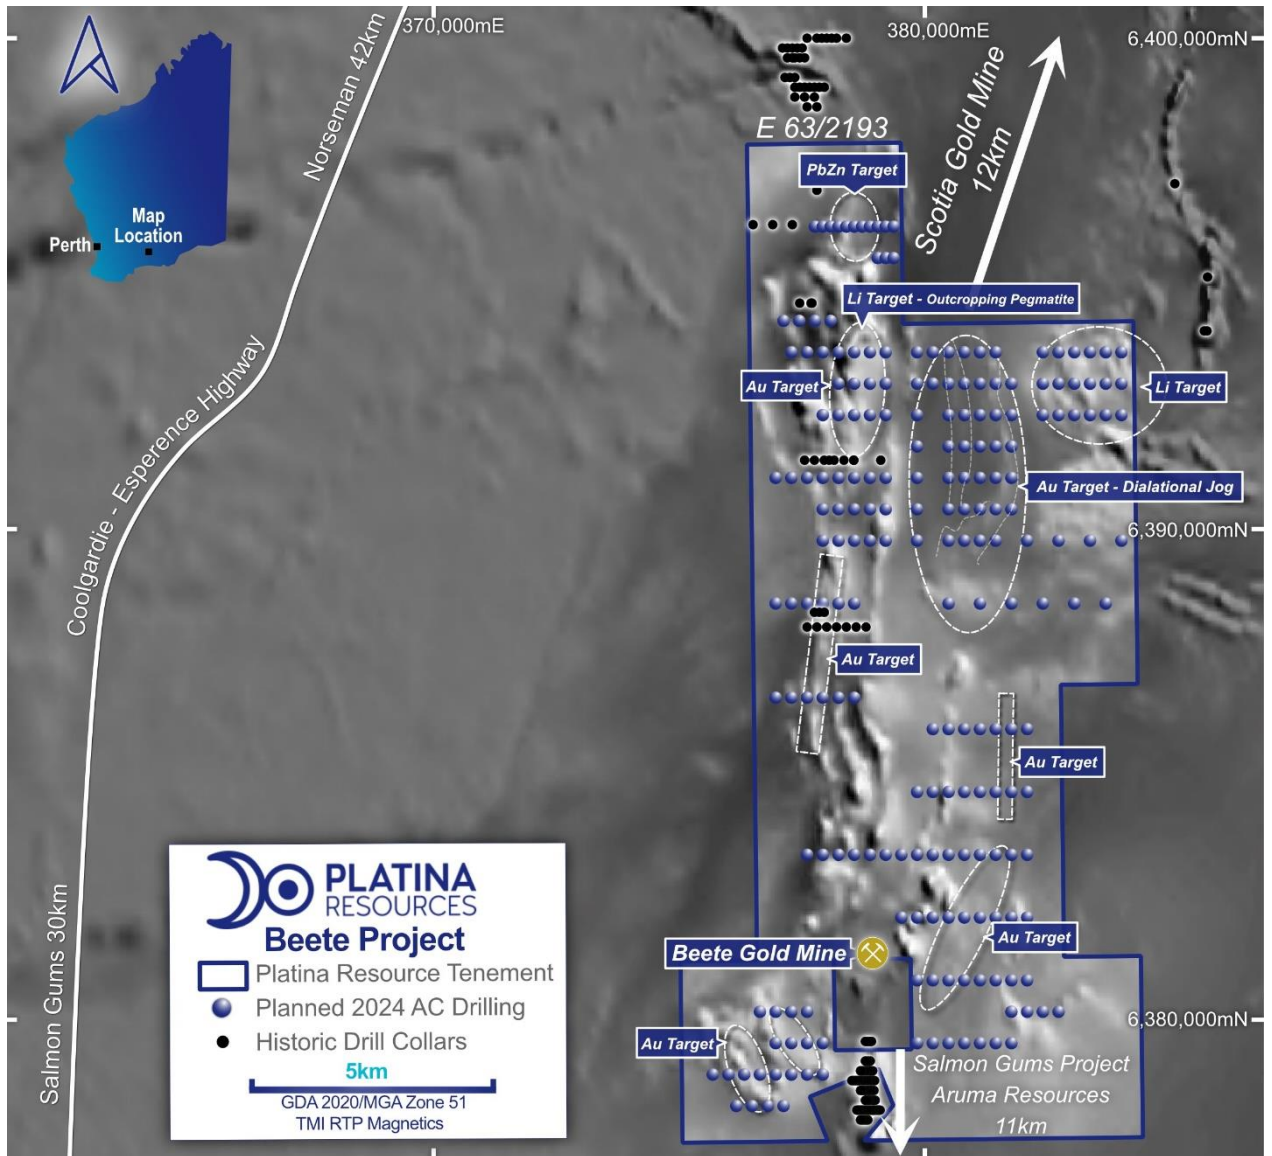 370,000mE
380,000mE
6,400,000mN
Norseman 42km
Scotia Gold Mine
12km
E 63/2193
PbZn Target
Map
Location
Perth
Li Target - Outcropping Pegmatite
Au Target
Li Target
Coolgardie - Esperence Highway
Au Target - Dialational Jog
6,390,000mN
Au Target
Au Target
PLATINA
RESOURCES
Beete Project
Platina Resource Tenement
Planned 2024 AC Drilling
Historic Drill Collars
5km
GDA 2020/MGA Zone 51
TMI RTP Magnetics
Salmon Gums 30km
Au Target
Beete Gold Mine
6,380,000mN
Au Target
Salmon Gums Project
Aruma Resources
11km